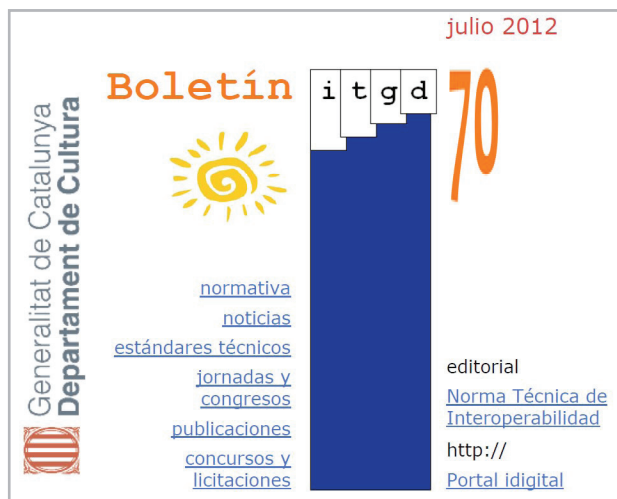 julio 2012
Boletín
i t g d
70
Generalitat de Catalunya
Departament de Cultura
normativa
noticias
estándares técnicos
jornadas y
congresos
publicaciones
concursos y
licitaciones
editorial
Norma Técnica de
Interoperabilidad
http://
Portal idigital